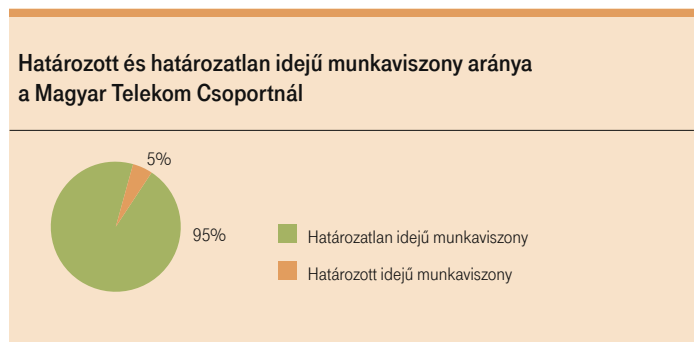 Határozott és határozatlan idejű munkaviszony aránya
a Magyar Telekom Csoportnál
5%
95%
Határozatlan idejű munkaviszony
Határozott idejű munkaviszony